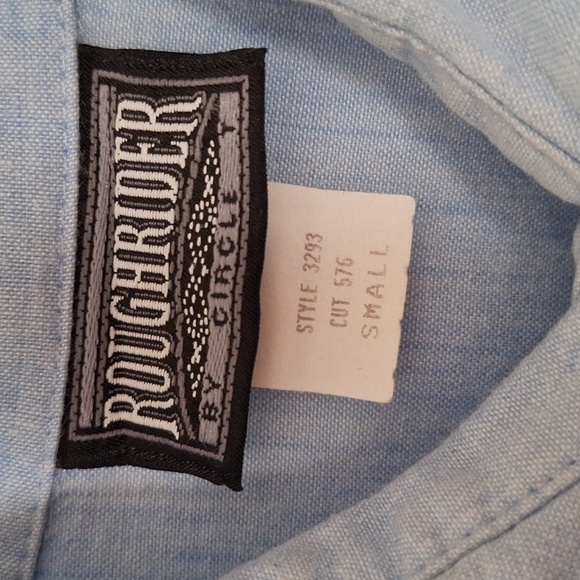 ROUGHRIDER
BY CIRCLE T
STYLE 3293
CUT 576
SMALL